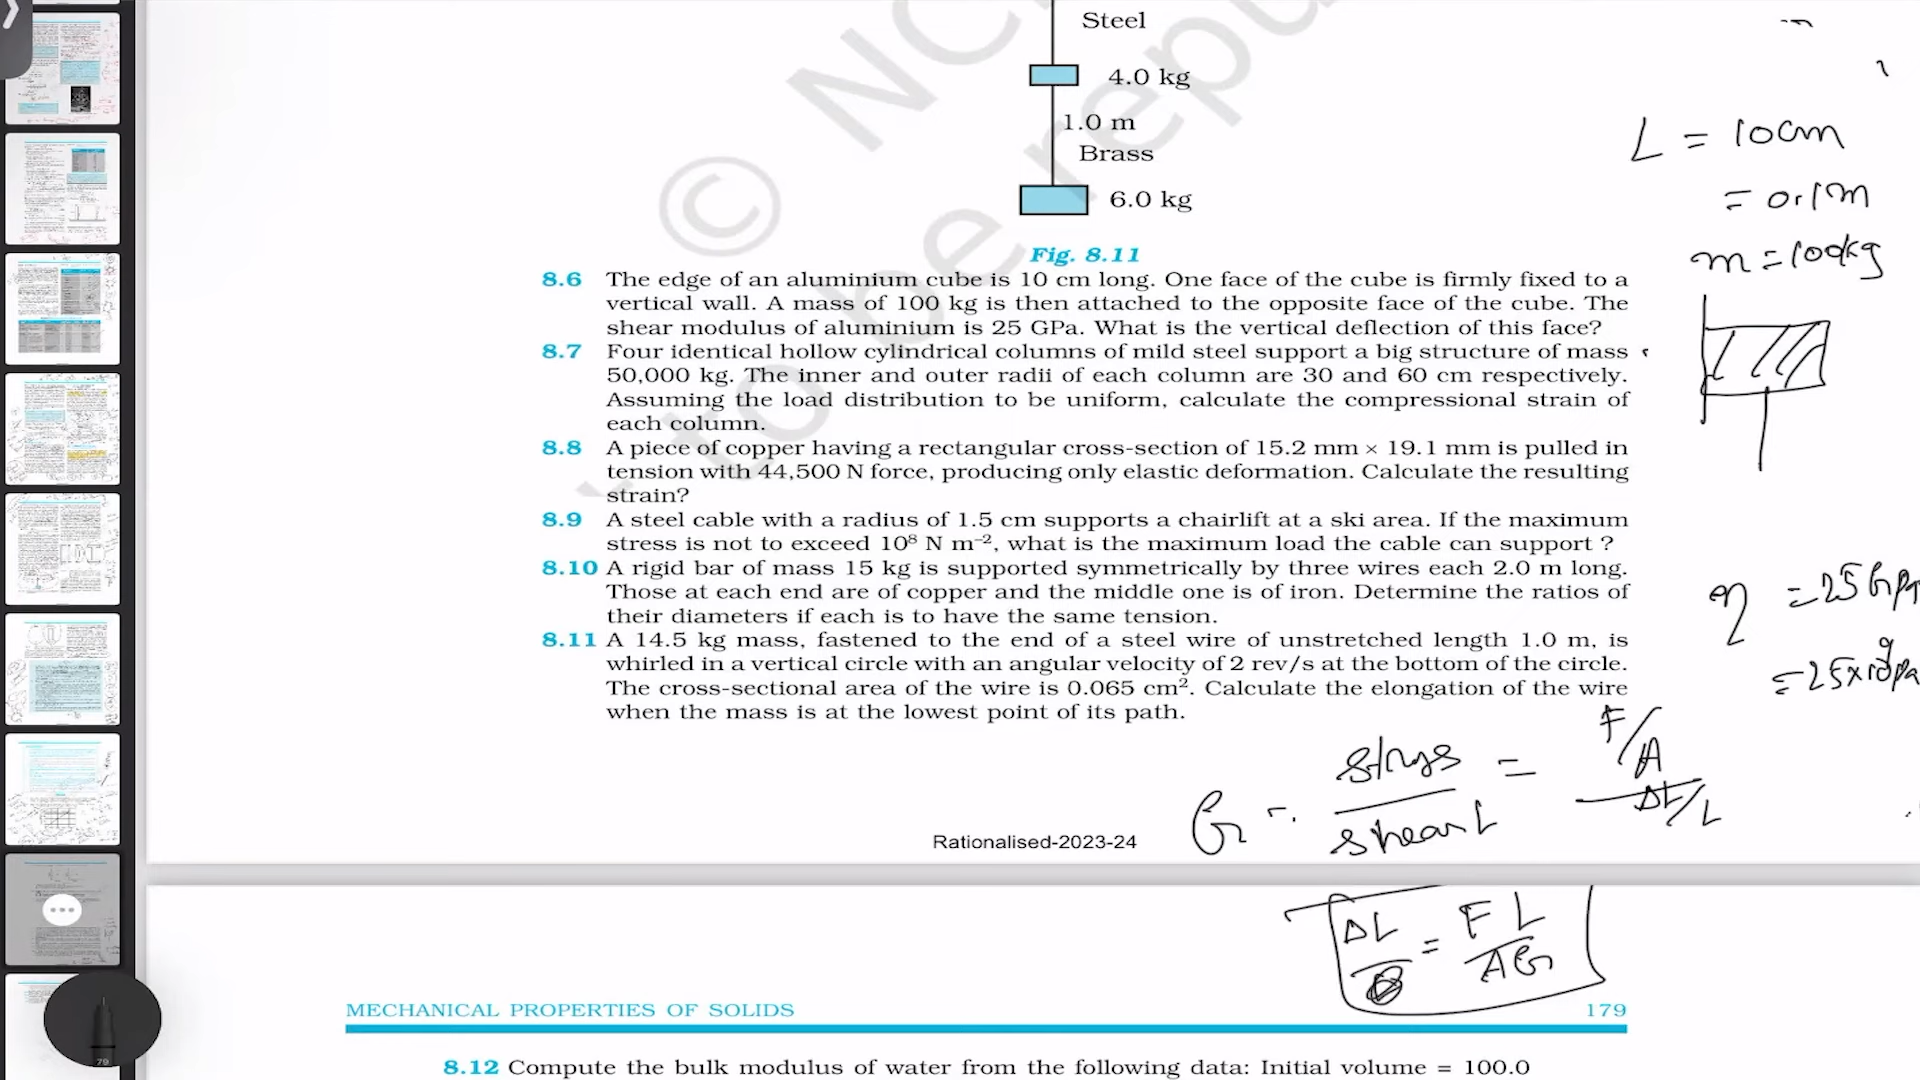 Steel
4.0 kg
1.0 m
Brass
6.0 kg
© NC
to be repu
Fig. 8.11
8.6 The edge of an aluminium cube is 10 cm long. One face of the cube is firmly fixed to a
vertical wall. A mass of 100 kg is then attached to the opposite face of the cube. The
shear modulus of aluminium is 25 GPa. What is the vertical deflection of this face?
8.7 Four identical hollow cylindrical columns of mild steel support a big structure of mass
50,000 kg. The inner and outer radii of each column are 30 and 60 cm respectively.
Assuming the load distribution to be uniform, calculate the compressional strain of
each column.
8.8 A piece of copper having a rectangular cross-section of 15.2 mm × 19.1 mm is pulled in
tension with 44,500 N force, producing only elastic deformation. Calculate the resulting
strain?
8.9 A steel cable with a radius of 1.5 cm supports a chairlift at a ski area. If the maximum
stress is not to exceed 10⁸ N m⁻², what is the maximum load the cable can support ?
8.10 A rigid bar of mass 15 kg is supported symmetrically by three wires each 2.0 m long.
Those at each end are of copper and the middle one is of iron. Determine the ratios of
their diameters if each is to have the same tension.
8.11 A 14.5 kg mass, fastened to the end of a steel wire of unstretched length 1.0 m, is
whirled in a vertical circle with an angular velocity of 2 rev/s at the bottom of the circle.
The cross-sectional area of the wire is 0.065 cm². Calculate the elongation of the wire
when the mass is at the lowest point of its path.
L = 10cm
= 0.1m
m = 100kg
η = 25 GPa
= 25×10⁹pa
G = stress / shear = F/A / ΔL/L
Rationalised-2023-24
ΔL = F L / A G
MECHANICAL PROPERTIES OF SOLIDS
179
8.12 Compute the bulk modulus of water from the following data: Initial volume = 100.0
79